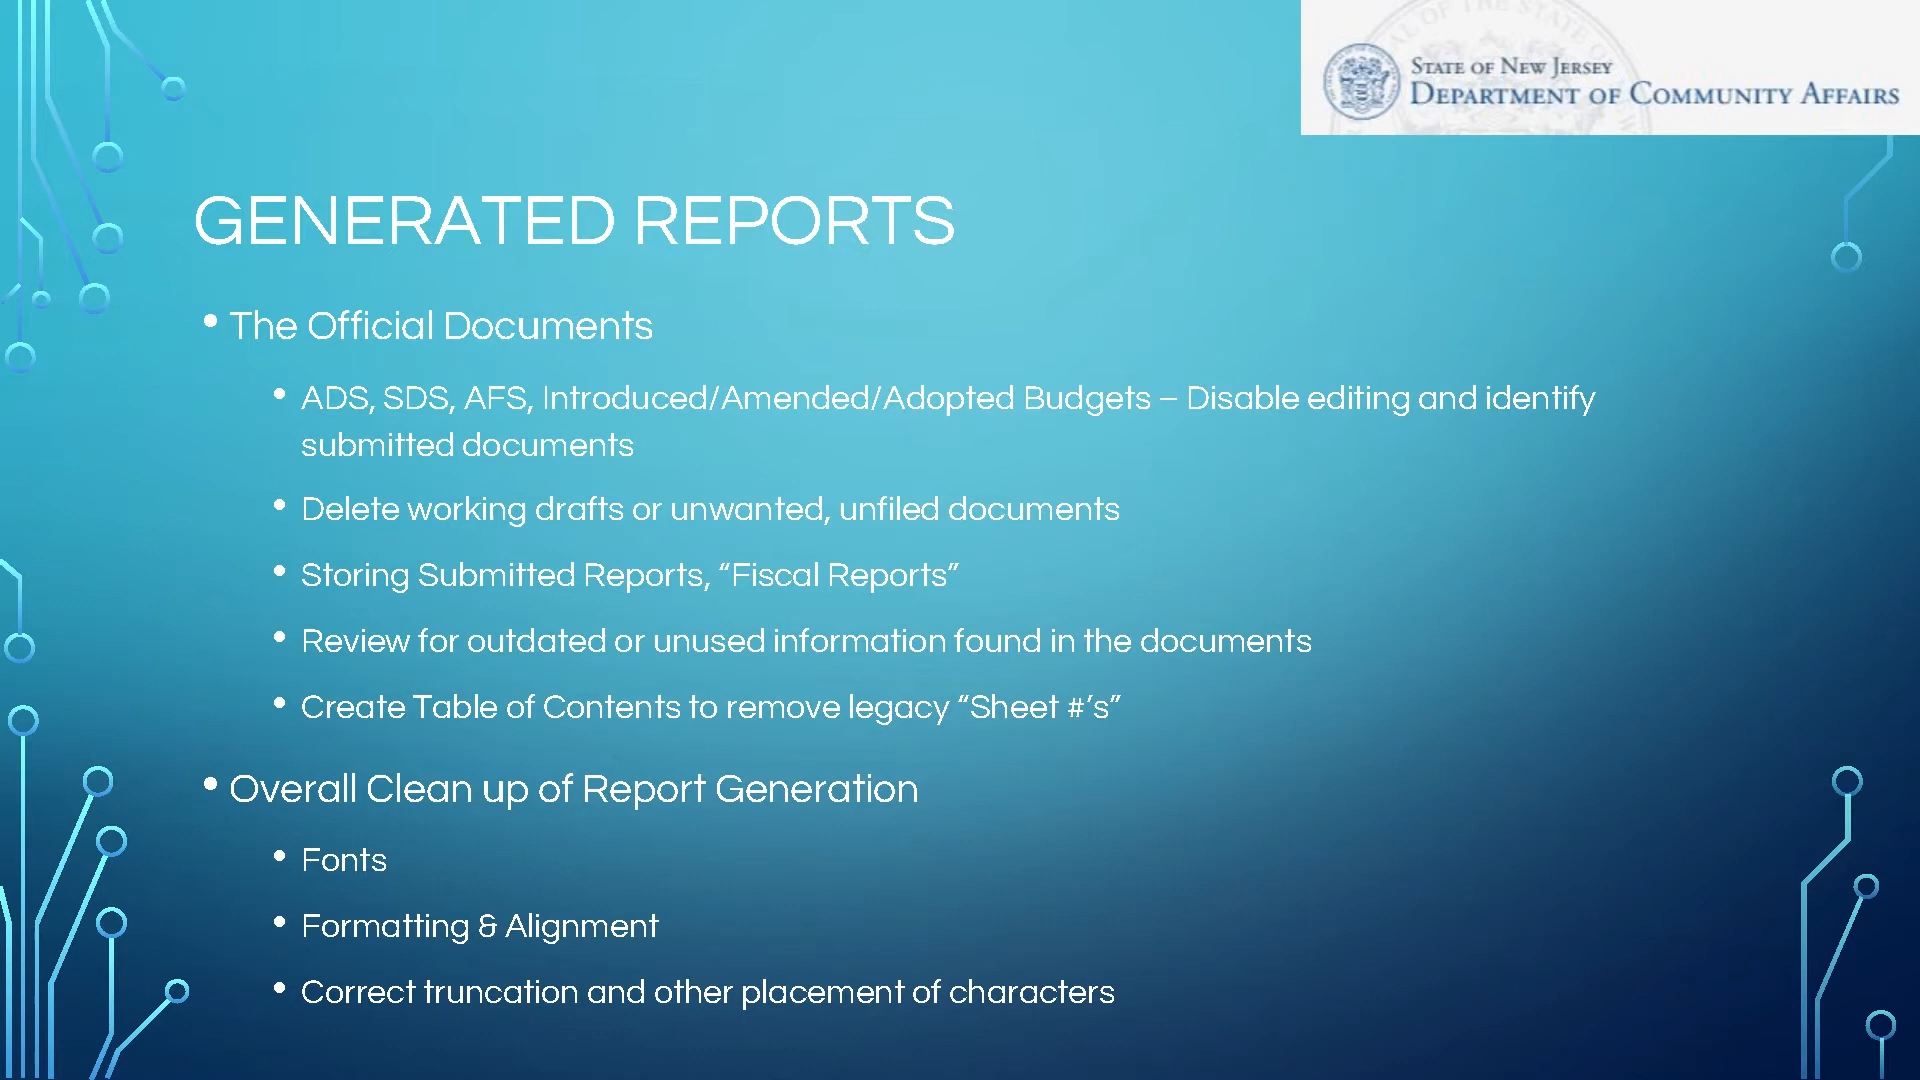 STATE OF NEW JERSEY
DEPARTMENT OF COMMUNITY AFFAIRS
GENERATED REPORTS
• The Official Documents
• ADS, SDS, AFS, Introduced/Amended/Adopted Budgets – Disable editing and identify
submitted documents
• Delete working drafts or unwanted, unfiled documents
• Storing Submitted Reports, “Fiscal Reports”
• Review for outdated or unused information found in the documents
• Create Table of Contents to remove legacy “Sheet #’s”
• Overall Clean up of Report Generation
• Fonts
• Formatting & Alignment
• Correct truncation and other placement of characters